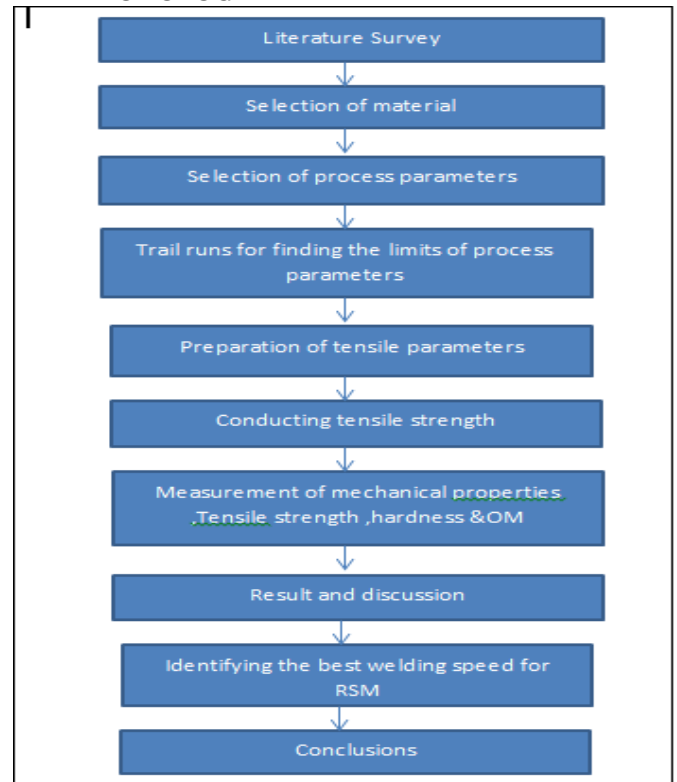 Literature Survey
Selection of material
Selection of process parameters
Trail runs for finding the limits of process
parameters
Preparation of tensile parameters
Conducting tensile strength
Measurement of mechanical properties
,Tensile strength ,hardness &OM
Result and discussion
Identifying the best welding speed for
RSM
Conclusions